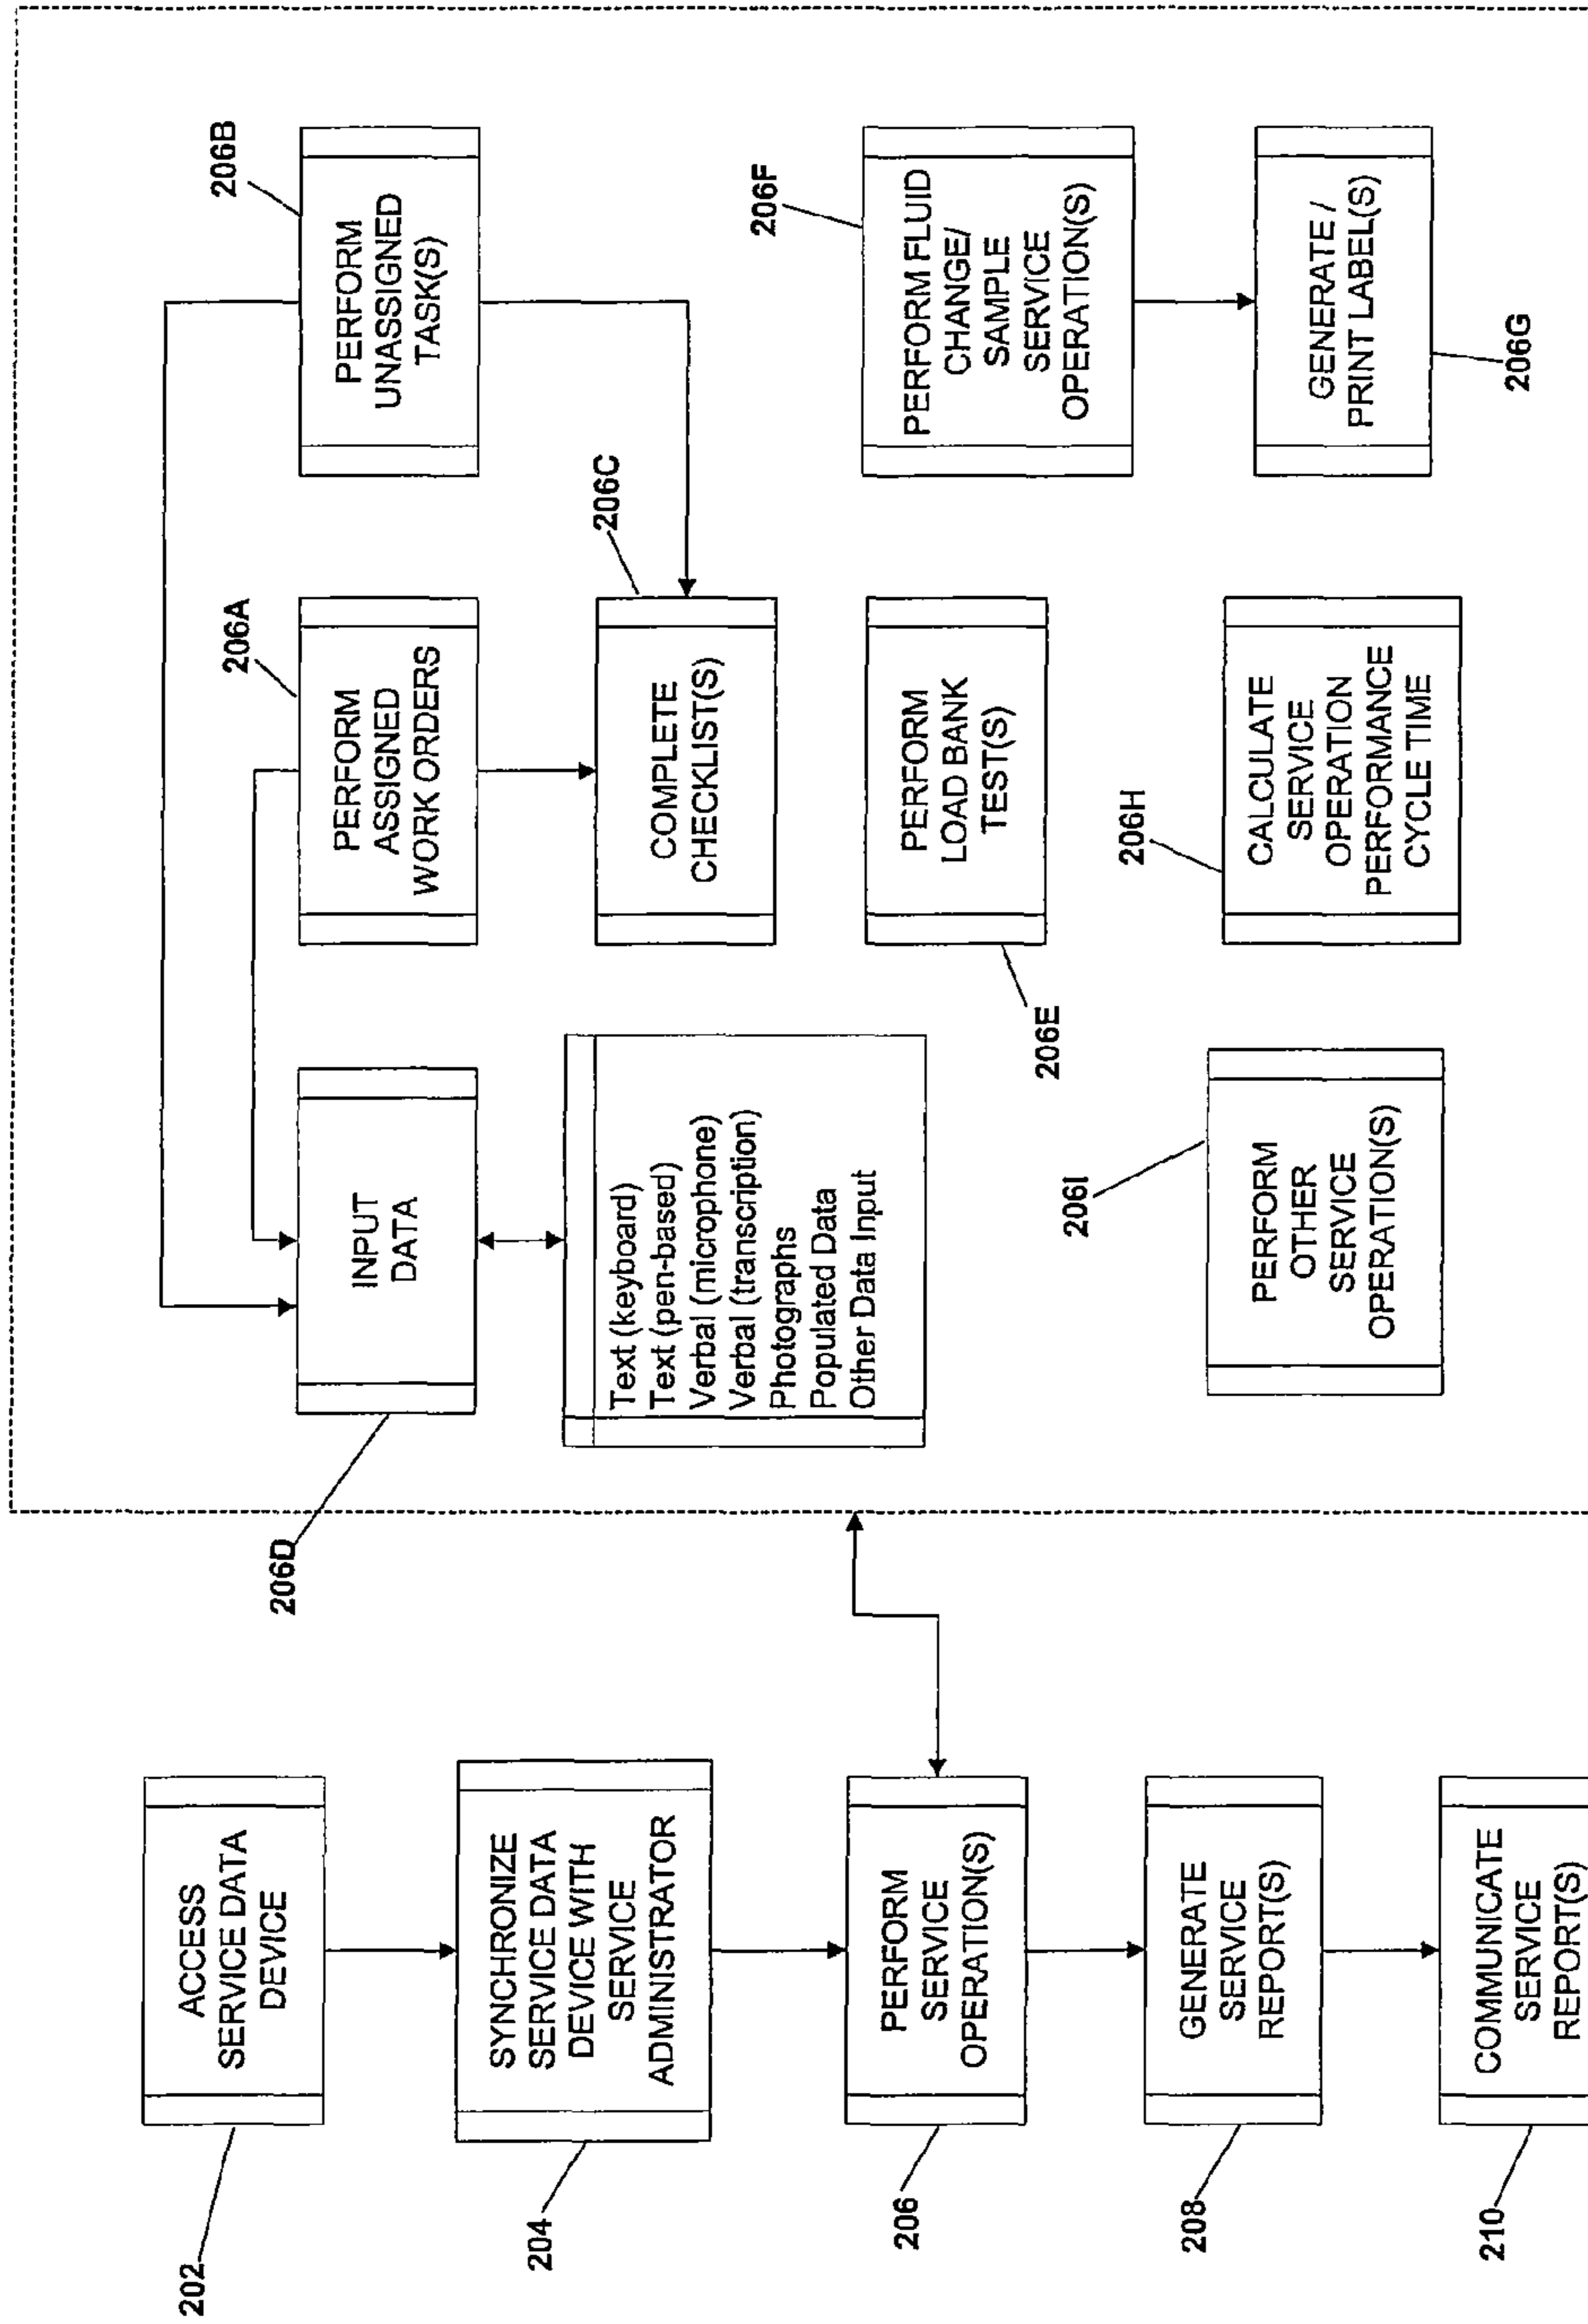 202
ACCESS
SERVICE DATA
DEVICE
204
SYNCHRONIZE
SERVICE DATA
DEVICE WITH
SERVICE
ADMINISTRATOR
206
PERFORM
SERVICE
OPERATION(S)
208
GENERATE
SERVICE
REPORT(S)
210
COMMUNICATE
SERVICE
REPORT(S)
206D
INPUT
DATA
Text (keyboard)
Text (pen-based)
Verbal (microphone)
Verbal (transcription)
Photographs
Populated Data
Other Data Input
206A
PERFORM
ASSIGNED
WORK ORDERS
206B
PERFORM
UNASSIGNED
TASK(S)
206C
COMPLETE
CHECKLIST(S)
206E
PERFORM
LOAD BANK
TEST(S)
206F
PERFORM FLUID
CHANGE/
SAMPLE
SERVICE
OPERATION(S)
206G
GENERATE /
PRINT LABEL(S)
206H
CALCULATE
SERVICE
OPERATION
PERFORMANCE
CYCLE TIME
206I
PERFORM
OTHER
SERVICE
OPERATION(S)